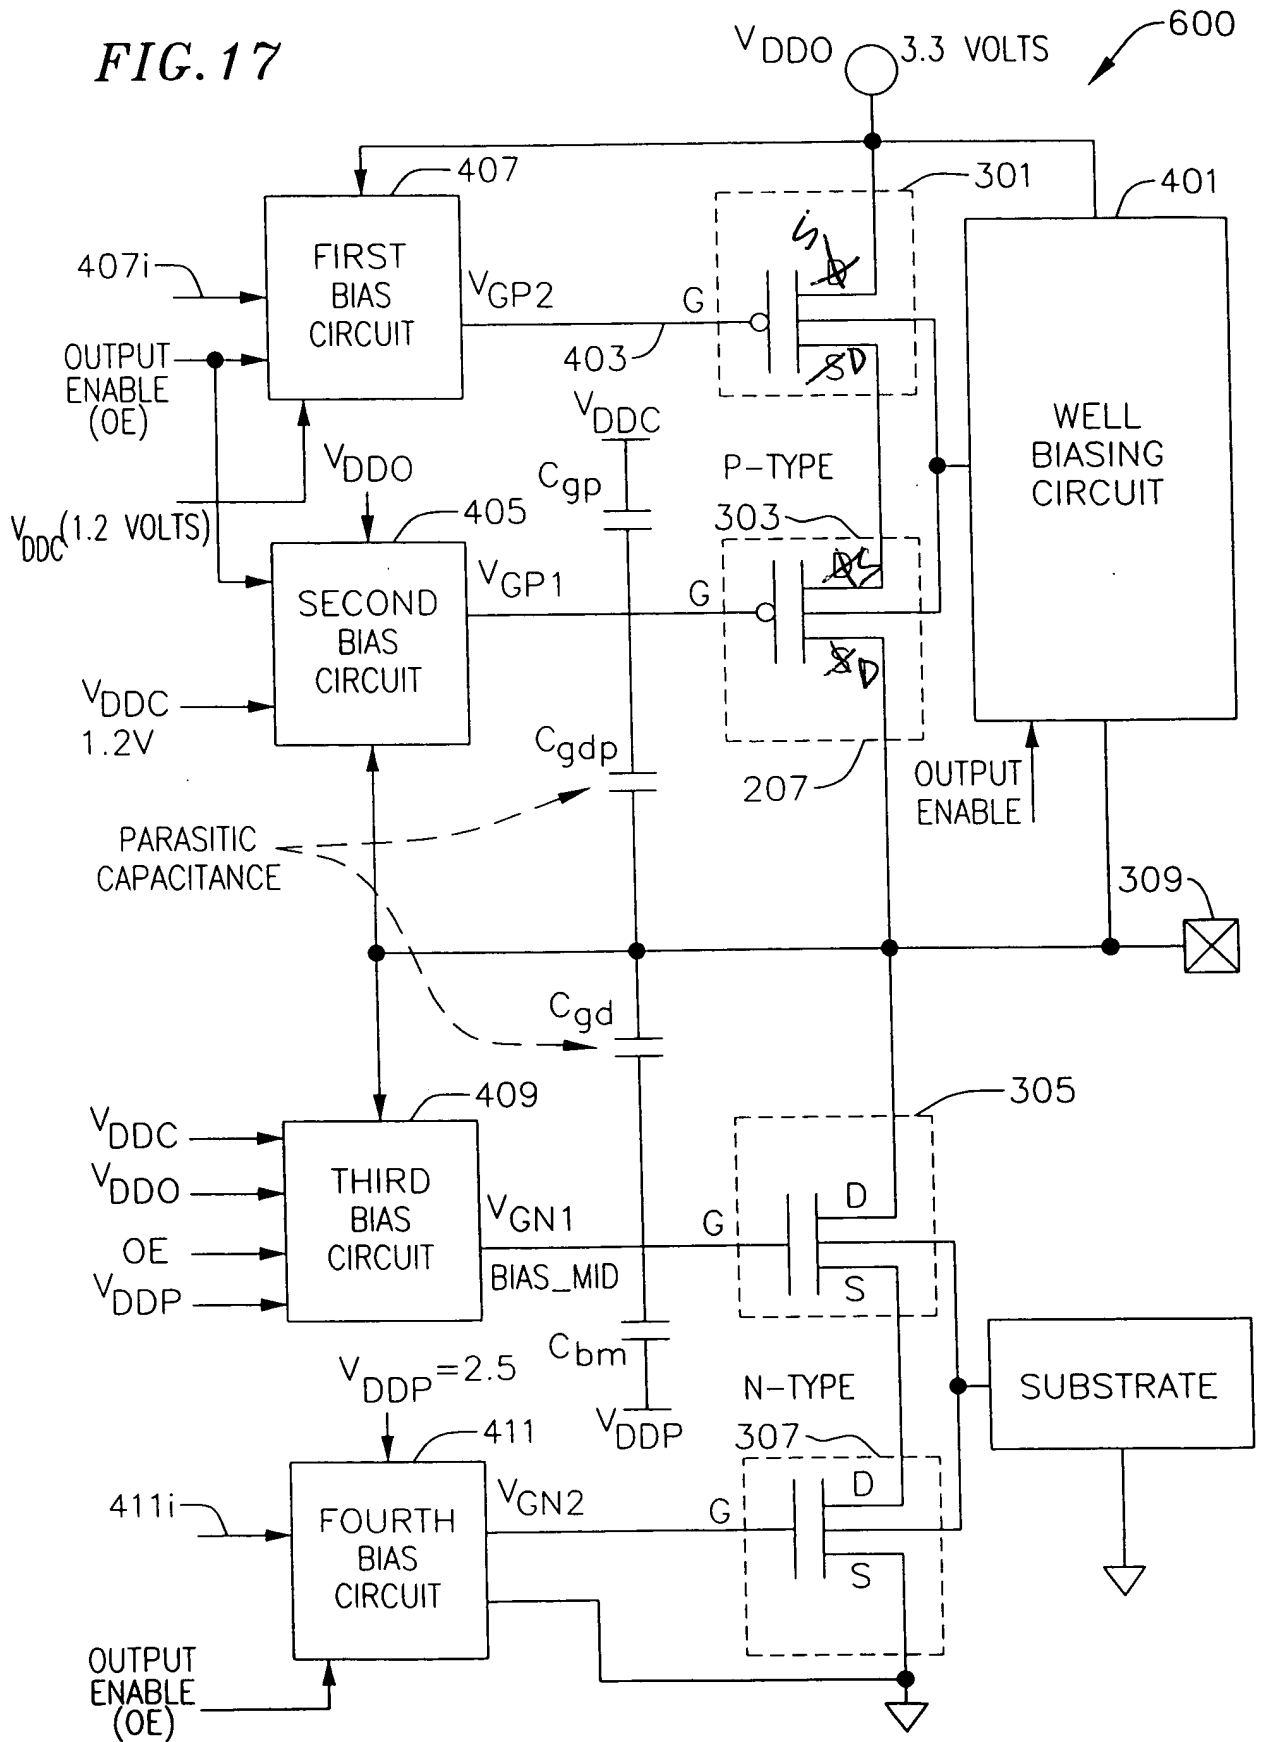 FIG.17
VDDO 3.3 VOLTS
600
407
301
401
FIRST
BIAS
CIRCUIT
407i
VGP2
G
S D
403
S D
OUTPUT
ENABLE
(OE)
VDDC
WELL
BIASING
CIRCUIT
VDDO
Cgp
P-TYPE
VDDC(1.2 VOLTS)
405
303
SECOND
BIAS
CIRCUIT
VGP1
G
D S
S D
VDDC
1.2V
Cgdp
207
OUTPUT
ENABLE
PARASITIC
CAPACITANCE
309
Cgd
409
305
VDDC
VDDO
OE
VDDP
THIRD
BIAS
CIRCUIT
VGN1
BIAS_MID
G
D
S
Cbm
VDDP=2.5
VDDP
N-TYPE
SUBSTRATE
411
307
411i
FOURTH
BIAS
CIRCUIT
VGN2
G
D
S
OUTPUT
ENABLE
(OE)